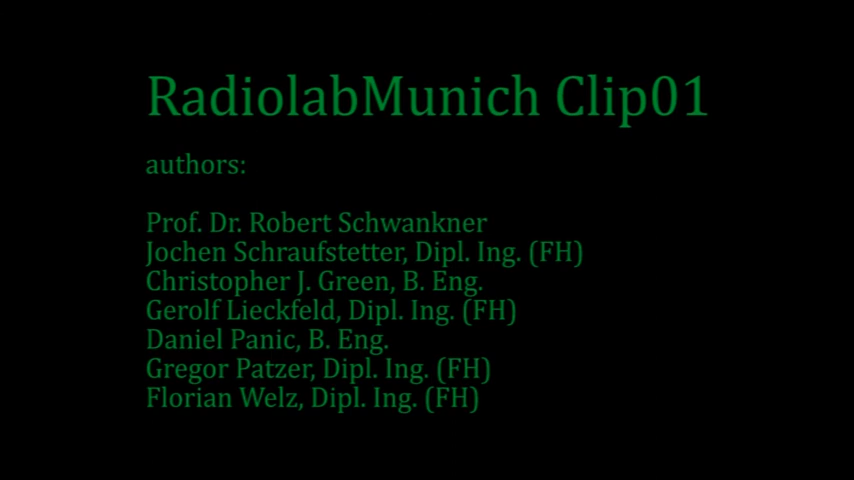 RadiolabMunich Clip01
authors:
Prof. Dr. Robert Schwankner
Jochen Schraufstetter, Dipl. Ing. (FH)
Christopher J. Green, B. Eng.
Gerolf Lieckfeld, Dipl. Ing. (FH)
Daniel Panic, B. Eng.
Gregor Patzer, Dipl. Ing. (FH)
Florian Welz, Dipl. Ing. (FH)